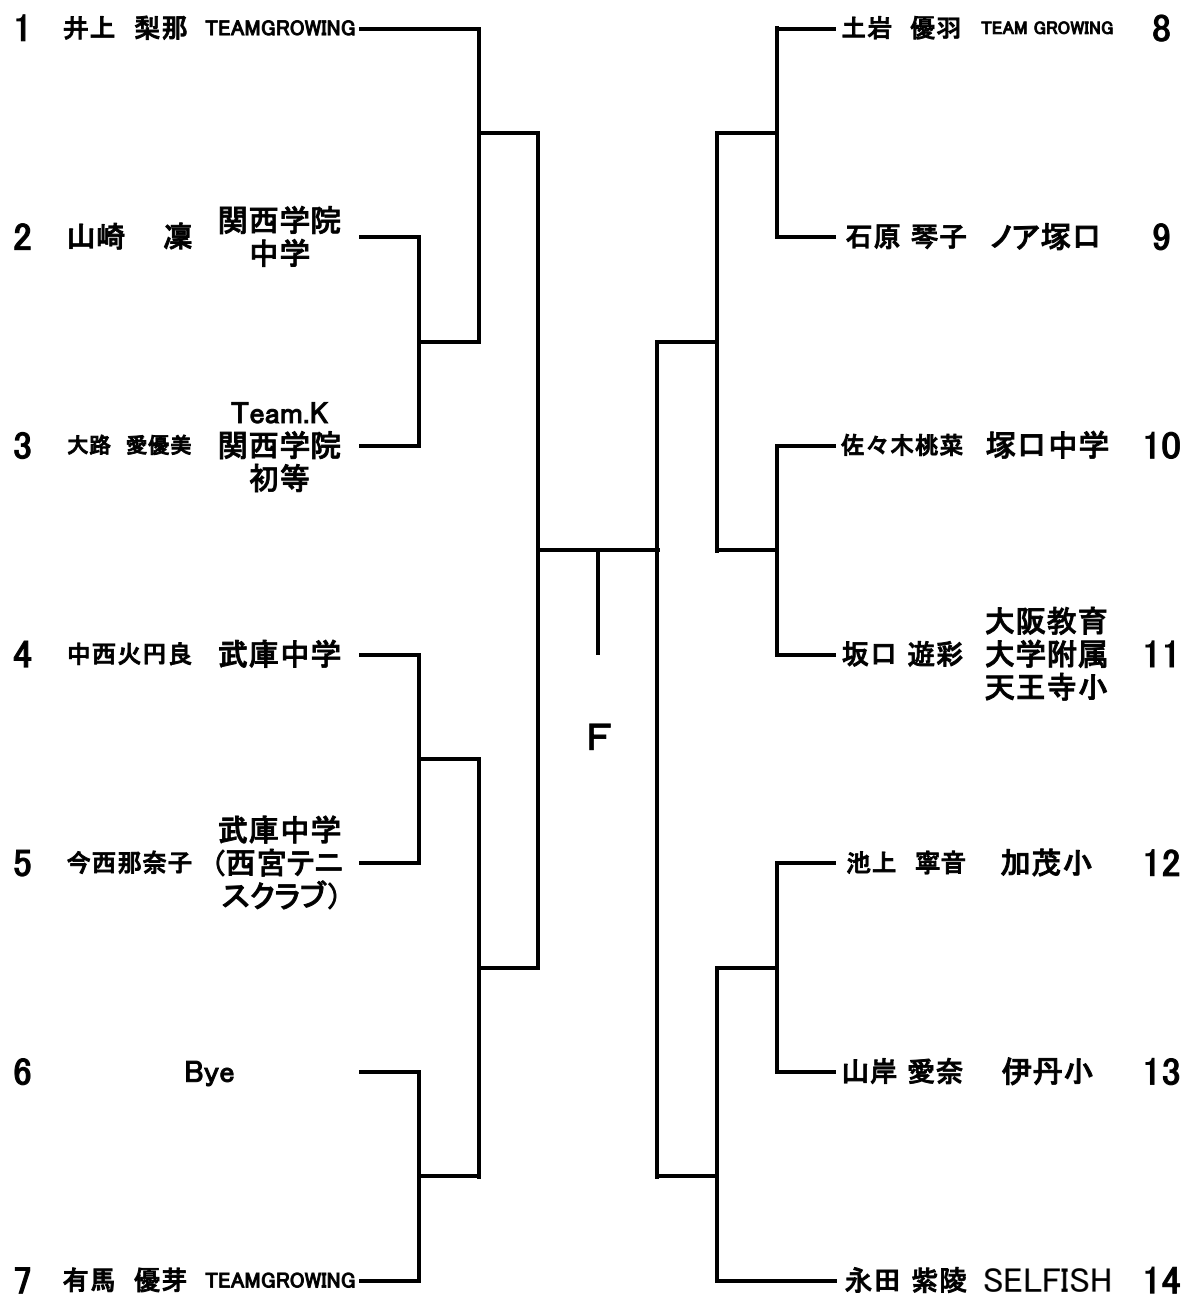 1 井上 梨那 TEAMGROWING
2 山崎 凜 関西学院
中学
3 大路 愛優美 Team.K
関西学院
初等
4 中西火円良 武庫中学
5 今西那奈子 武庫中学
(西宮テニ
スクラブ)
6 Bye
7 有馬 優芽 TEAMGROWING
F
土岩 優羽 TEAM GROWING 8
石原 琴子 ノア塚口 9
佐々木桃菜 塚口中学 10
坂口 遊彩 大阪教育
大学附属
天王寺小 11
池上 寧音 加茂小 12
山岸 愛奈 伊丹小 13
永田 紫陵 SELFISH 14